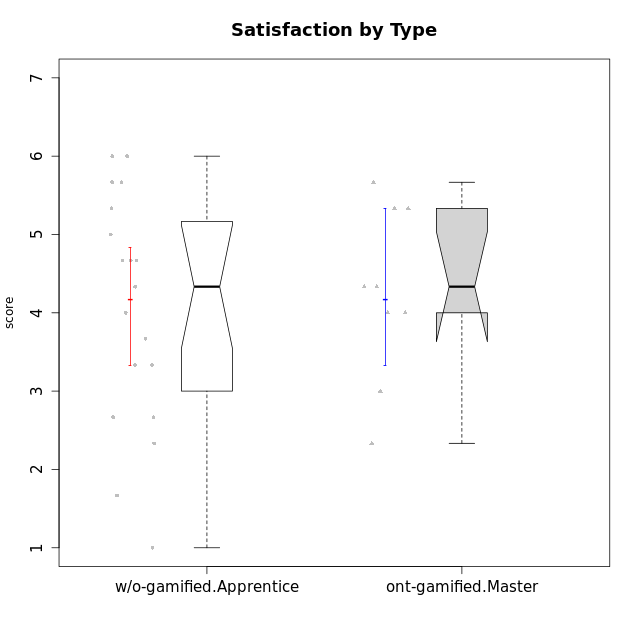 Satisfaction by Type
7
6
5
4
3
2
1
score
w/o-gamified.Apprentice
ont-gamified.Master